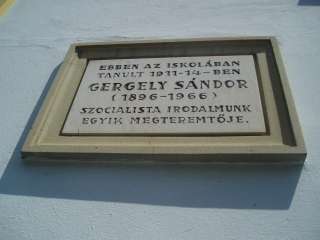 EBBEN AZ ISKOLÁBAN
TANULT 1911-14-BEN
GERGELY SÁNDOR
(1896-1966)
SZOCIALISTA IRODALMUNK
EGYIK MEGTEREMTŐJE.